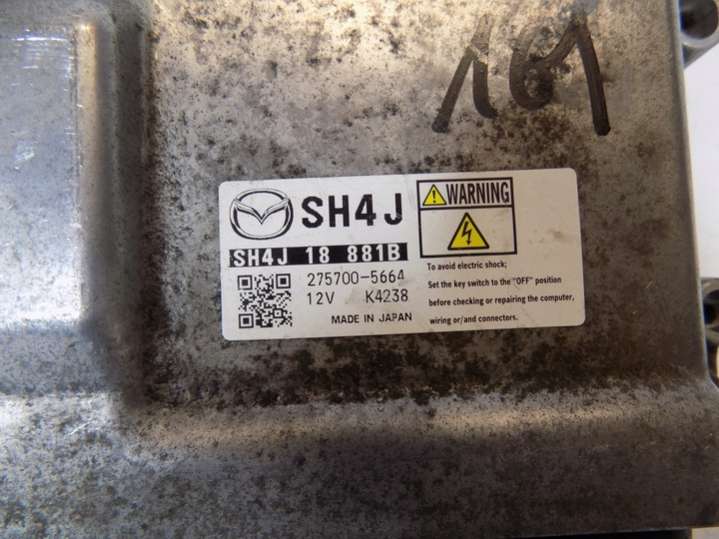 161
SH4J
WARNING
SH4J 18 881B
275700-5664
12V K4238
MADE IN JAPAN
To avoid electric shock;
Set the key switch to the "OFF" position
before checking or repairing the computer,
wiring or/and connectors.